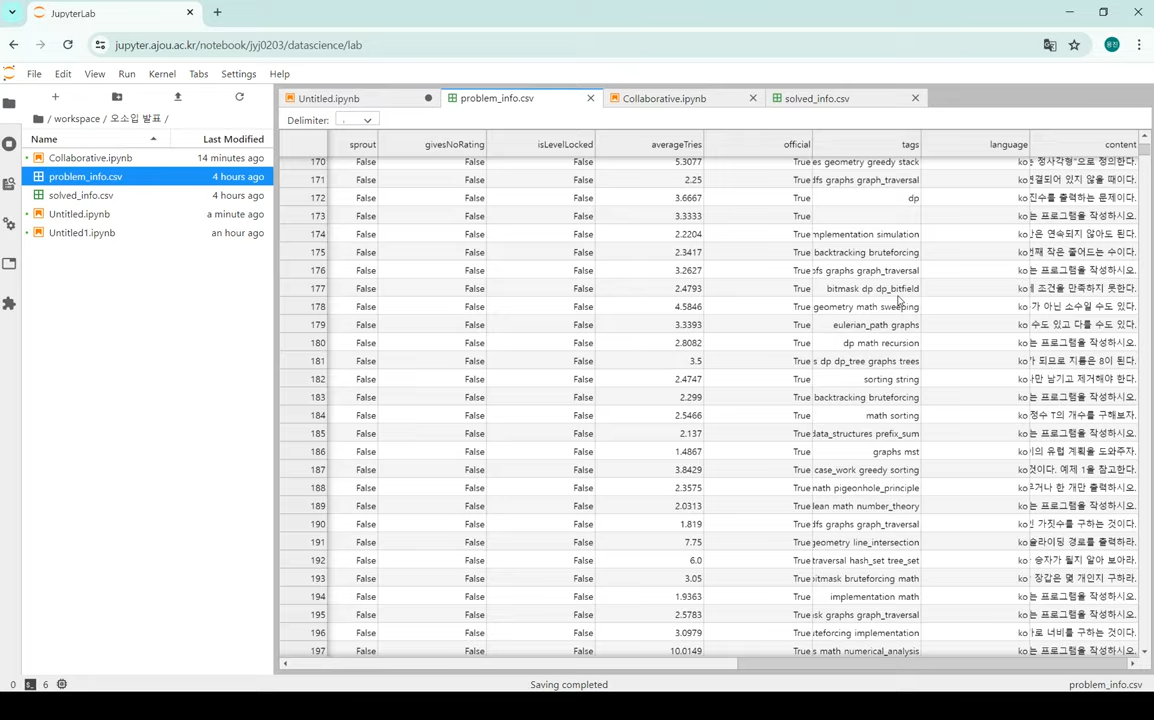 JupyterLab
jupyter.ajou.ac.kr/notebook/jyj0203/datascience/lab
용진
File Edit View Run Kernel Tabs Settings Help
Untitled.ipynb problem_info.csv Collaborative.ipynb solved_info.csv
/ workspace / 오소입 발표 /
Delimiter: ,
Name Last Modified
Collaborative.ipynb 14 minutes ago
problem_info.csv 4 hours ago
solved_info.csv 4 hours ago
Untitled.ipynb a minute ago
Untitled1.ipynb an hour ago
sprout givesNoRating isLevelLocked averageTries official tags language content
170 False False False 5.3077 True es geometry greedy stack ko 정사각형"으로 정의한다.
171 False False False 2.25 True dfs graphs graph_traversal ko 연결되어 있지 않을 때이다.
172 False False False 3.6667 True dp ko 진수를 출력하는 문제이다.
173 False False False 3.3333 True ko 는 프로그램을 작성하시오.
174 False False False 2.2204 True mplementation simulation ko 은 연속되지 않아도 된다.
175 False False False 2.3417 True backtracking bruteforcing ko 번째 작은 줄어드는 수이다.
176 False False False 3.2627 True ofs graphs graph_traversal ko 는 프로그램을 작성하시오.
177 False False False 2.4793 True bitmask dp dp_bitfield ko 조건을 만족하지 못한다.
178 False False False 4.5846 True geometry math sweeping ko 가 아닌 소수일 수도 있다.
179 False False False 3.3393 True eulerian_path graphs ko 수도 있고 다를 수도 있다.
180 False False False 2.8082 True dp math recursion ko 는 프로그램을 작성하시오.
181 False False False 3.5 True s dp dp_tree graphs trees ko 가 되므로 지름은 8이 된다.
182 False False False 2.4747 True sorting string ko 나만 남기고 제거해야 한다.
183 False False False 2.299 True backtracking bruteforcing ko 는 프로그램을 작성하시오.
184 False False False 2.5466 True math sorting ko 정수 T의 개수를 구해보자.
185 False False False 2.137 True data_structures prefix_sum ko 는 프로그램을 작성하시오.
186 False False False 1.4867 True graphs mst ko 의 유럽 계획을 도와주자.
187 False False False 3.8429 True case_work greedy sorting ko 것이다. 예제 1을 참고한다.
188 False False False 2.3575 True nath pigeonhole_principle ko 우거나 한 개만 출력하시오.
189 False False False 2.0313 True lean math number_theory ko 는 프로그램을 작성하시오.
190 False False False 1.819 True dfs graphs graph_traversal ko 가짓수를 구하는 것이다.
191 False False False 7.75 True geometry line_intersection ko 슬라이딩 경로를 출력하라.
192 False False False 6.0 True traversal hash_set tree_set ko 승자가 될지 알아 보아라.
193 False False False 3.05 True bitmask bruteforcing math ko 장갑은 몇 개인지 구하라.
194 False False False 1.9363 True implementation math ko 는 프로그램을 작성하시오.
195 False False False 2.5783 True sk graphs graph_traversal ko 는 프로그램을 작성하시오.
196 False False False 3.0979 True uteforcing implementation ko 로 너비를 구하는 것이다.
197 False False False 10.0149 True s math numerical_analysis ko 는 프로그램을 작성하시오.
0 6 Saving completed problem_info.csv